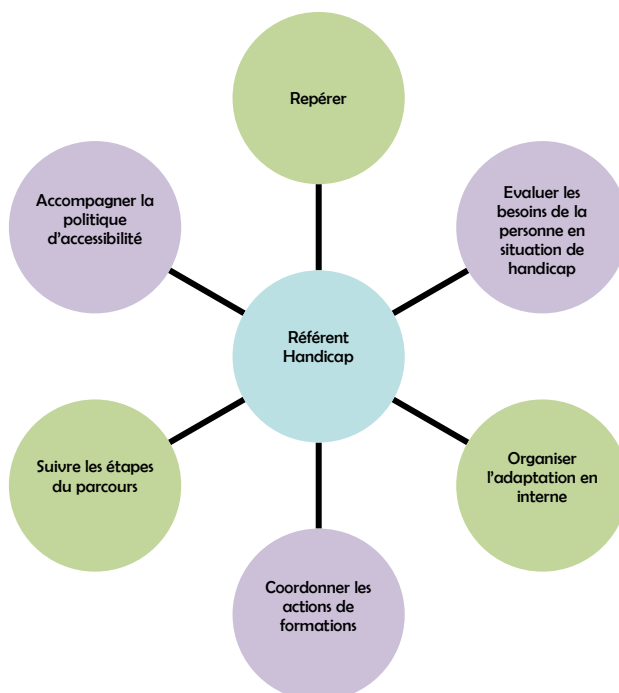 Repérer
Evaluer les
besoins de la
personne en
situation de
handicap
Organiser
l'adaptation en
interne
Coordonner les
actions de
formations
Suivre les étapes
du parcours
Accompagner la
politique
d'accessibilité
Référent
Handicap